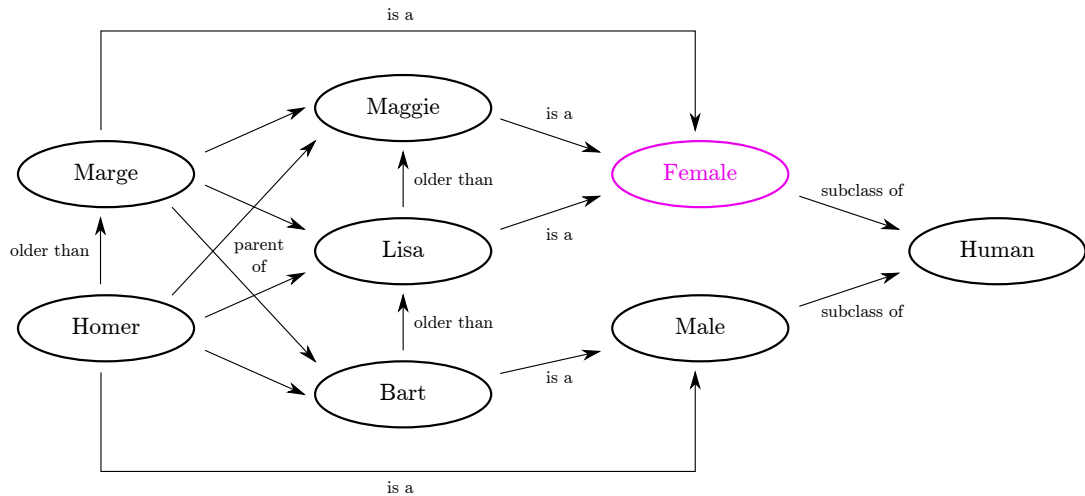 is a
Maggie
is a
Marge
Female
older than
subclass of
older than
parent
of
Lisa
is a
Human
Homer
older than
Male
subclass of
is a
Bart
is a